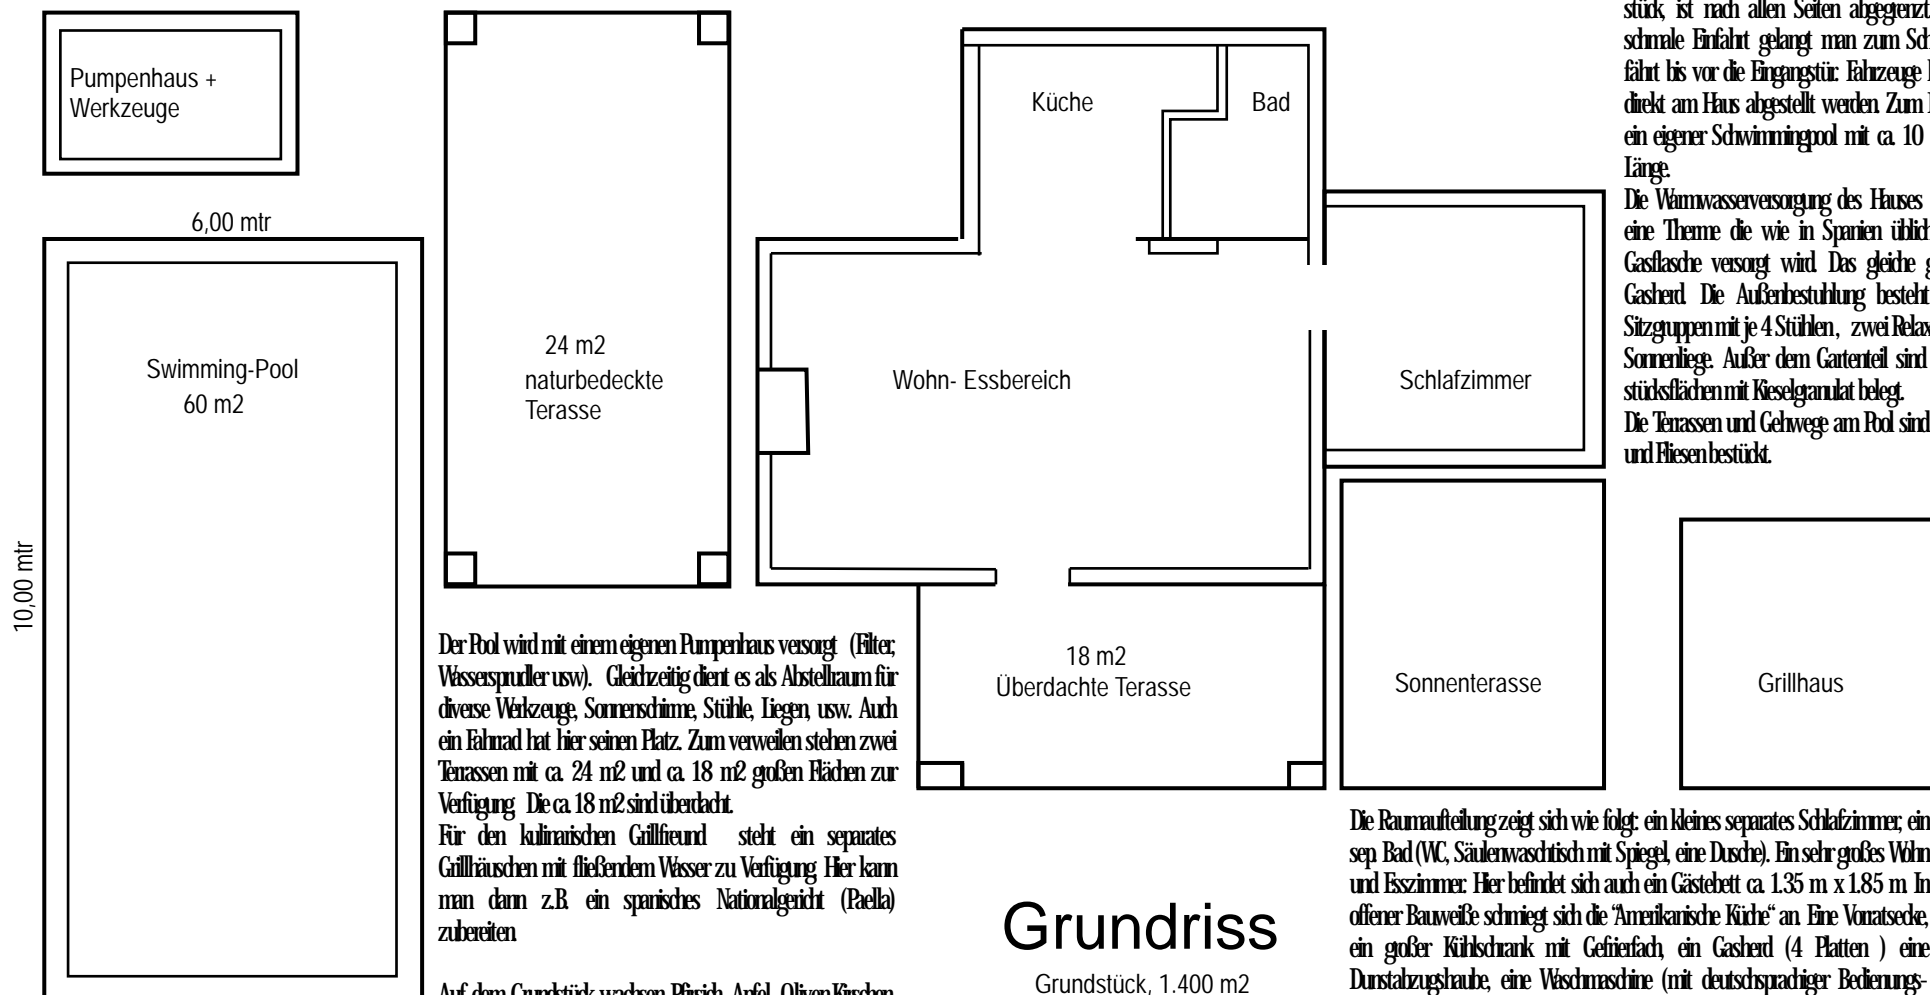 Pumpenhaus +
Werkzeuge
6,00 mtr
10,00 mtr
Swimming-Pool
60 m2
24 m2
naturbedeckte
Terasse
Küche
Bad
Wohn- Essbereich
Schlafzimmer
18 m2
Überdachte Terasse
Sonnenterasse
Grillhaus
stück, ist nach allen Seiten abgegrenzt
schmale Einfahrt gelangt man zum
fährt bis vor die Eingangstür. Fahrzeuge
direkt am Haus abgestellt werden. Zum
ein eigener Schwimmingpool mit ca. 10
Länge.
Die Warmwasserversorgung des Hauses
eine Therme die wie in Spanien üblich
Gasflasche versorgt wird. Das gleiche
Gasherd. Die Außenbestuhlung besteht
Sitzgruppen mit je 4 Stühlen, zwei Relax
Sonnenliege. Außer dem Gartenteil sind
stücksflächen mit Kieselgranulat belegt.
Die Terrassen und Gehwege am Pool sind
und Fliesen bestückt.
Der Pool wird mit einem eigenen Pumpenhaus versorgt (Filter,
Wassersprudler usw). Gleichzeitig dient es als Abstellraum für
diverse Werkzeuge, Sonnenschirme, Stühle, Liegen, usw. Auch
ein Fahrrad hat hier seinen Platz. Zum verweilen stehen zwei
Terrassen mit ca. 24 m2 und ca. 18 m2 großen Flächen zur
Verfügung. Die ca. 18 m2 sind überdacht.
Für den kulinarischen Grillfreund steht ein separates
Grillhäuschen mit fließendem Wasser zu Verfügung. Hier kann
man dann z.B. ein spanisches Nationalgericht (Paella)
zubereiten.
Auf dem Grundstück wachsen Pfirsich, Apfel, Oliven, Kirschen,
Grundriss
Grundstück, 1.400 m2
Die Raumaufteilung zeigt sich wie folgt: ein kleines separates Schlafzimmer, ein
sep. Bad (WC, Säulenwaschtisch mit Spiegel, eine Dusche). Ein sehr großes Wohn
und Esszimmer. Hier befindet sich auch ein Gästebett ca. 1.35 m. x 1.85 m. In
offener Bauweiße schmiegt sich die “Amerikanische Küche“ an. Eine Vorratsecke,
ein großer Kühlschrank mit Gefrierfach, ein Gasherd (4 Platten ) eine
Dunstabzugshaube, eine Waschmaschine (mit deutschsprachiger Bedienungs-